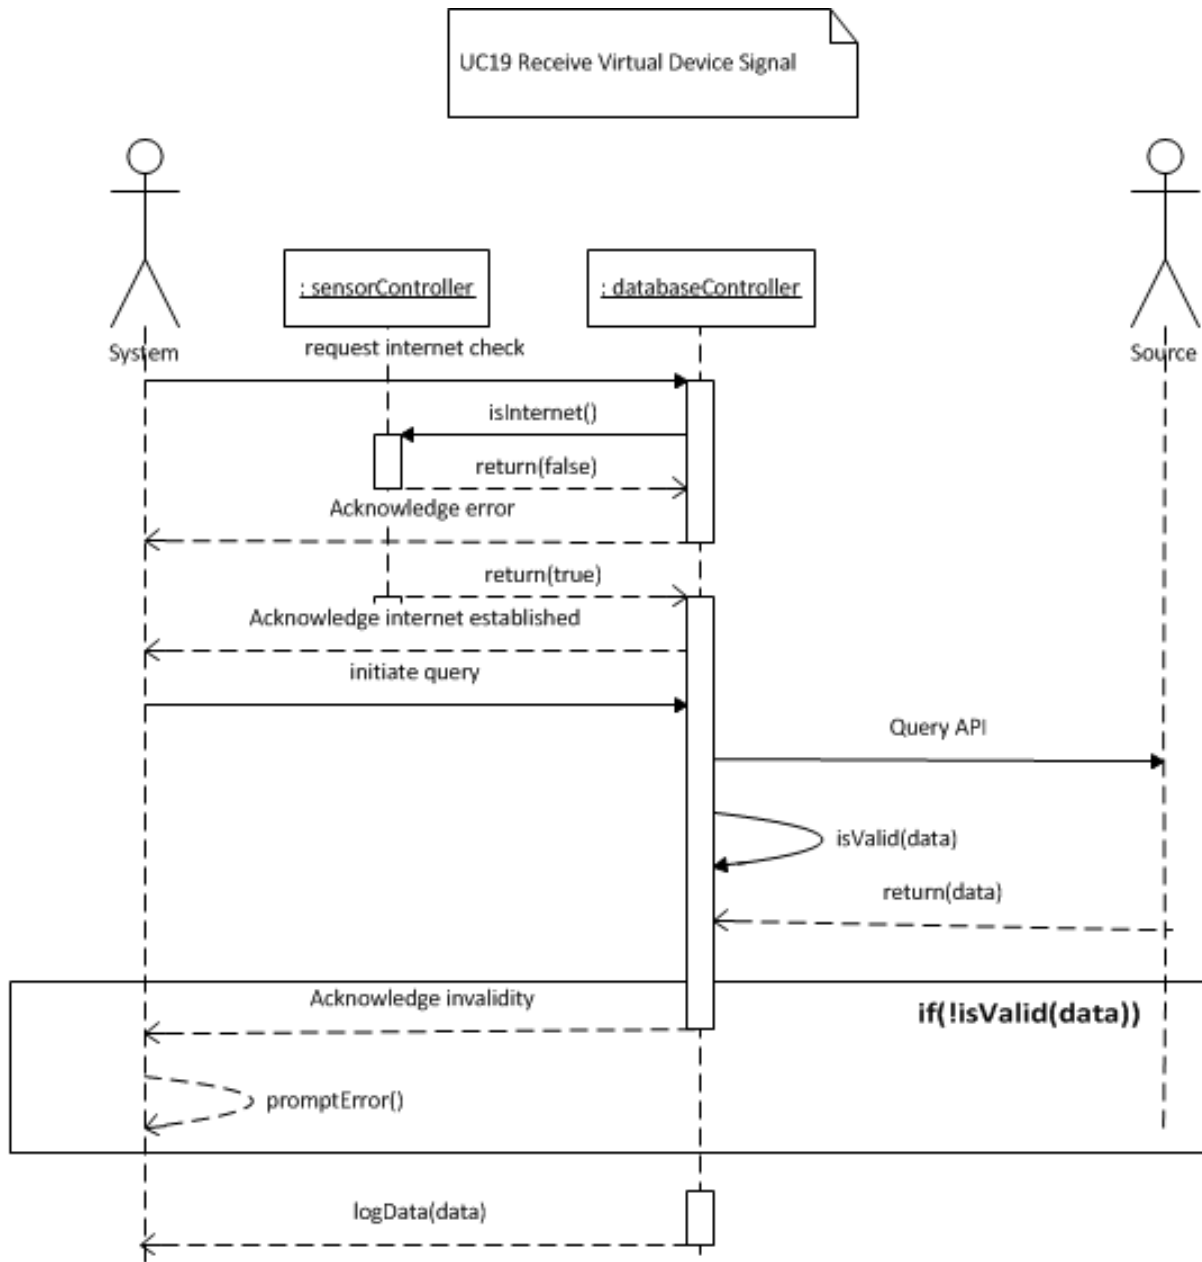 UC19 Receive Virtual Device Signal
: sensorController
: databaseController
System
request internet check
Source
isInternet()
return(false)
Acknowledge error
return(true)
Acknowledge internet established
initiate query
Query API
isValid(data)
return(data)
Acknowledge invalidity
if(!isValid(data))
promptError()
logData(data)